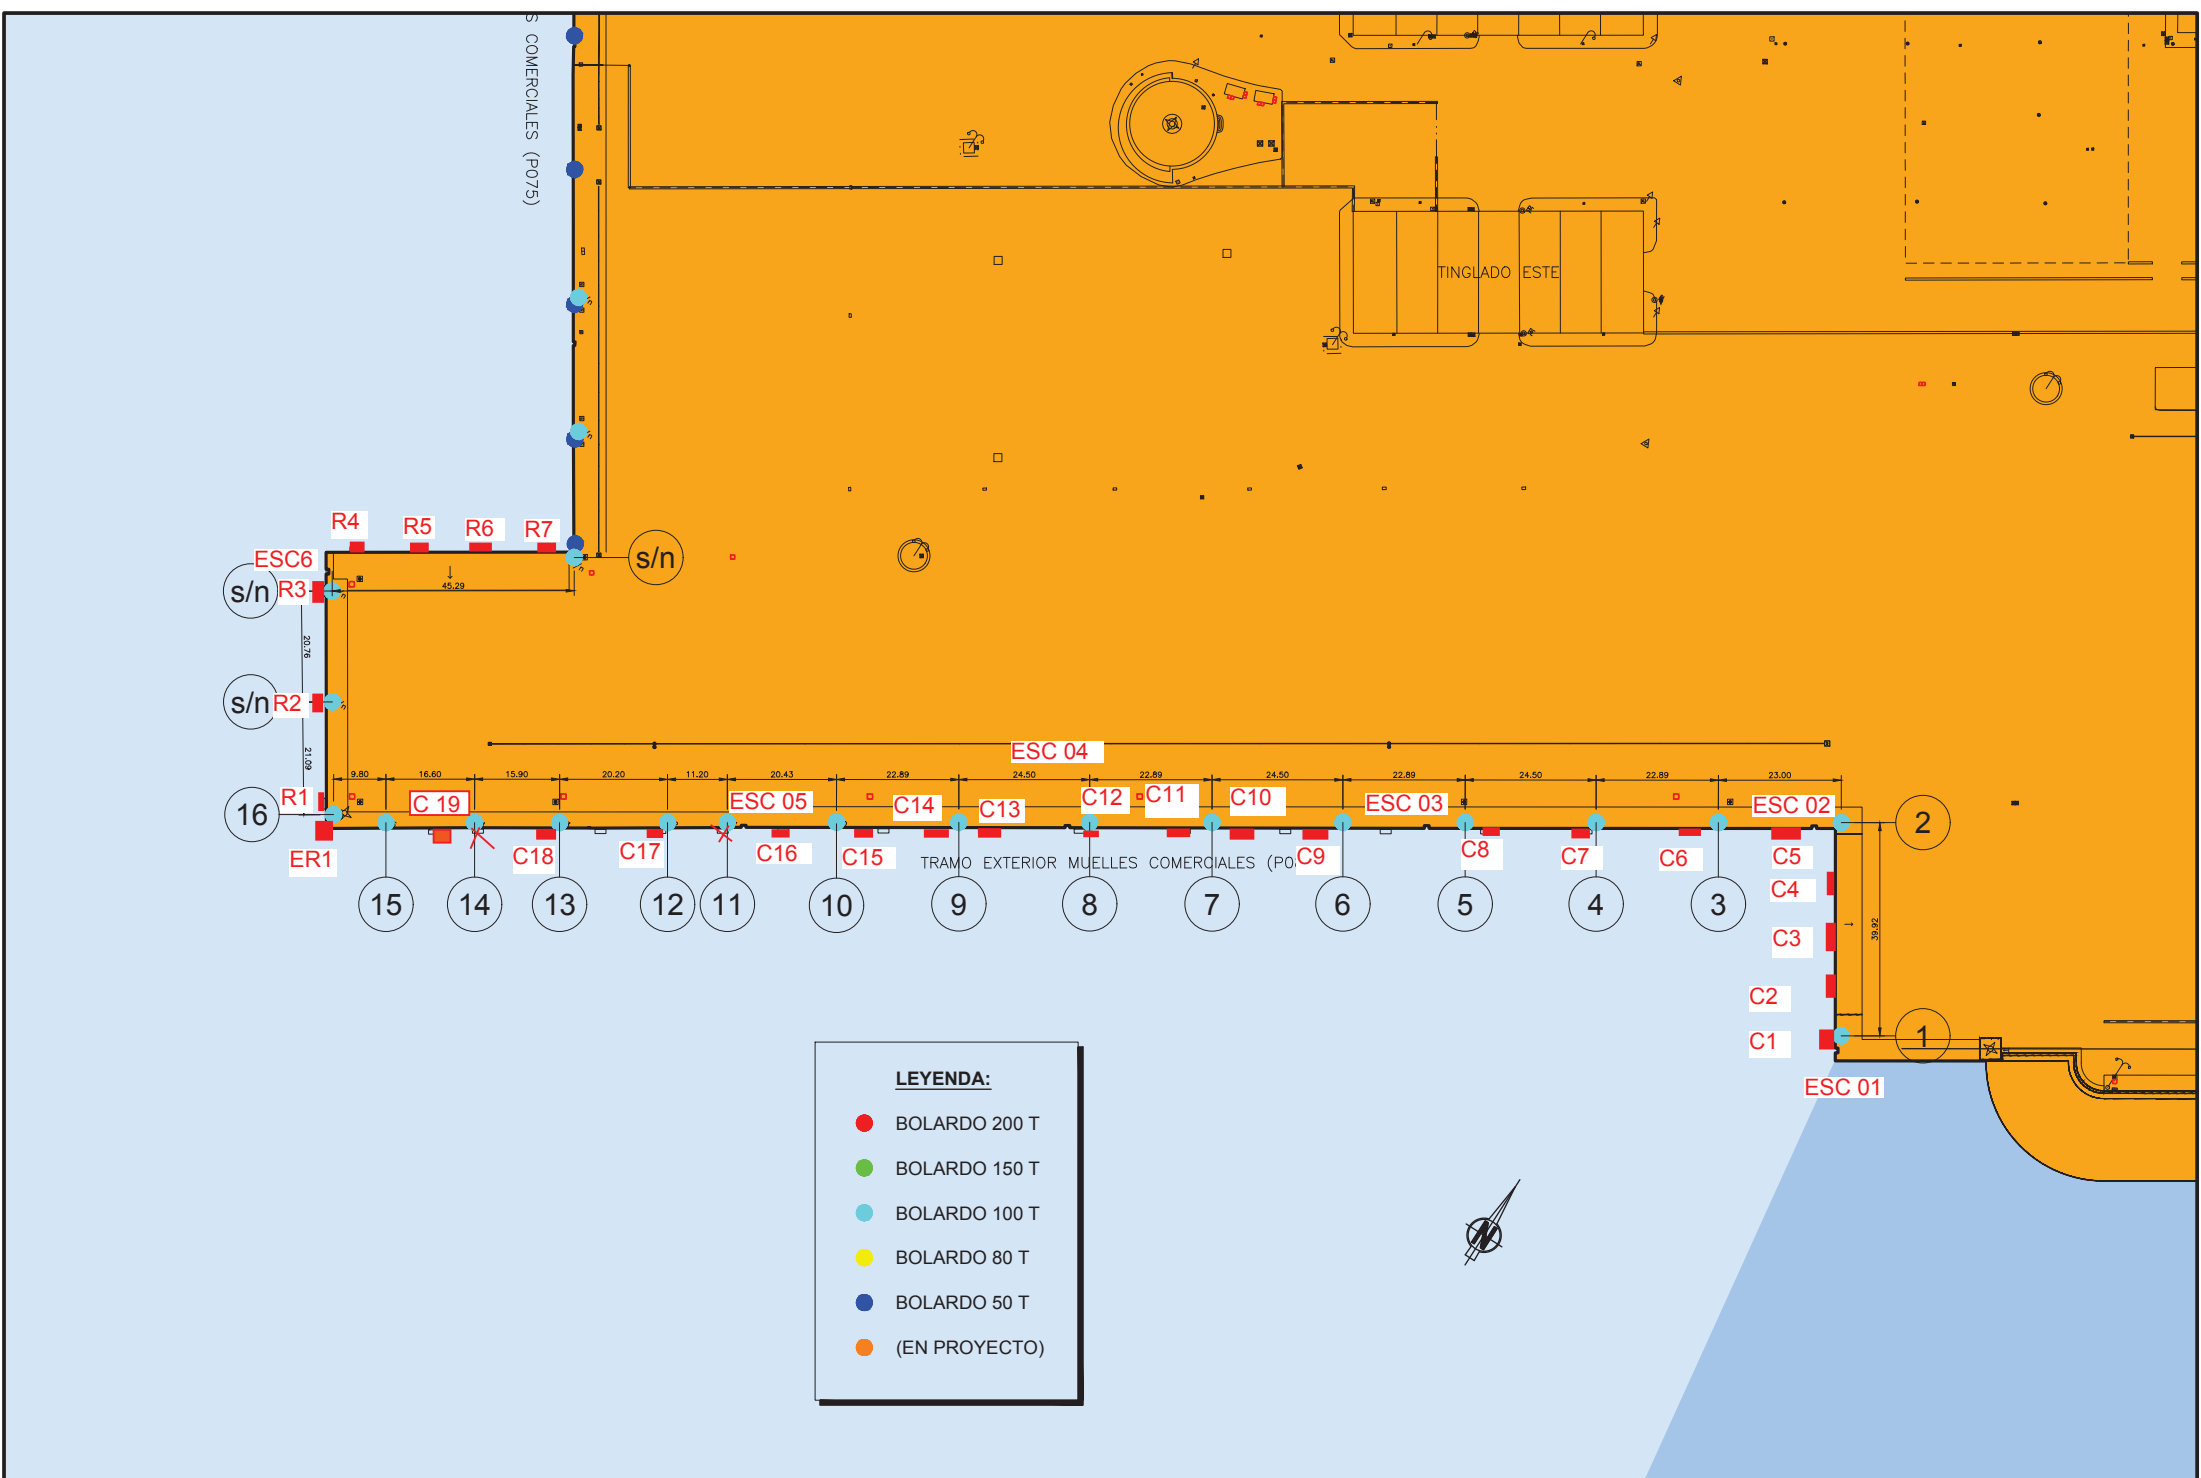 S COMERCIALES (P075)
TINGLADO ESTE
R4
R5
R6
R7
ESC6
s/n
R3
45.29
s/n
20.76
s/n
R2
21.09
ESC 04
9.80
16.60
15.90
20.20
11.20
20.43
22.89
24.50
22.89
24.50
22.89
24.50
22.89
23.00
R1
C 19
ESC 05
C14
C13
C12
C11
C10
ESC 03
ESC 02
16
2
ER1
C18
C17
C16
C15
TRAMO EXTERIOR MUELLES COMERCIALES (P0
C9
C8
C7
C6
C5
C4
15
14
13
12
11
10
9
8
7
6
5
4
3
39.92
C3
C2
C1
1
ESC 01
LEYENDA:
BOLARDO 200 T
BOLARDO 150 T
BOLARDO 100 T
BOLARDO 80 T
BOLARDO 50 T
(EN PROYECTO)
N